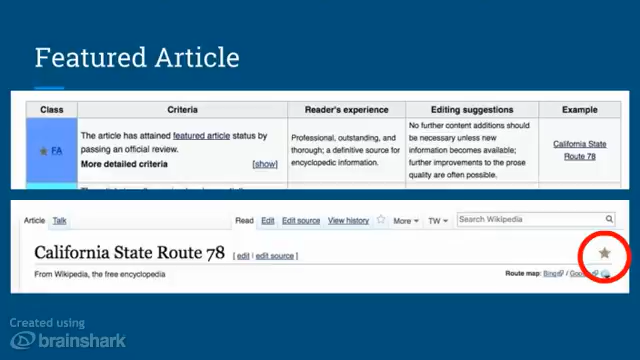 Featured Article
Class Criteria Reader's experience Editing suggestions Example
FA
The article has attained featured article status by
passing an official review.
More detailed criteria [show]
Professional, outstanding, and
thorough; a definitive source for
encyclopedic information.
No further content additions should
be necessary unless new
information becomes available;
further improvements to the prose
quality are often possible.
California State
Route 78
Article Talk Read Edit Edit source View history More TW Search Wikipedia
California State Route 78 [ edit | edit source ]
From Wikipedia, the free encyclopedia Route map: Bing /
Created using
brainshark